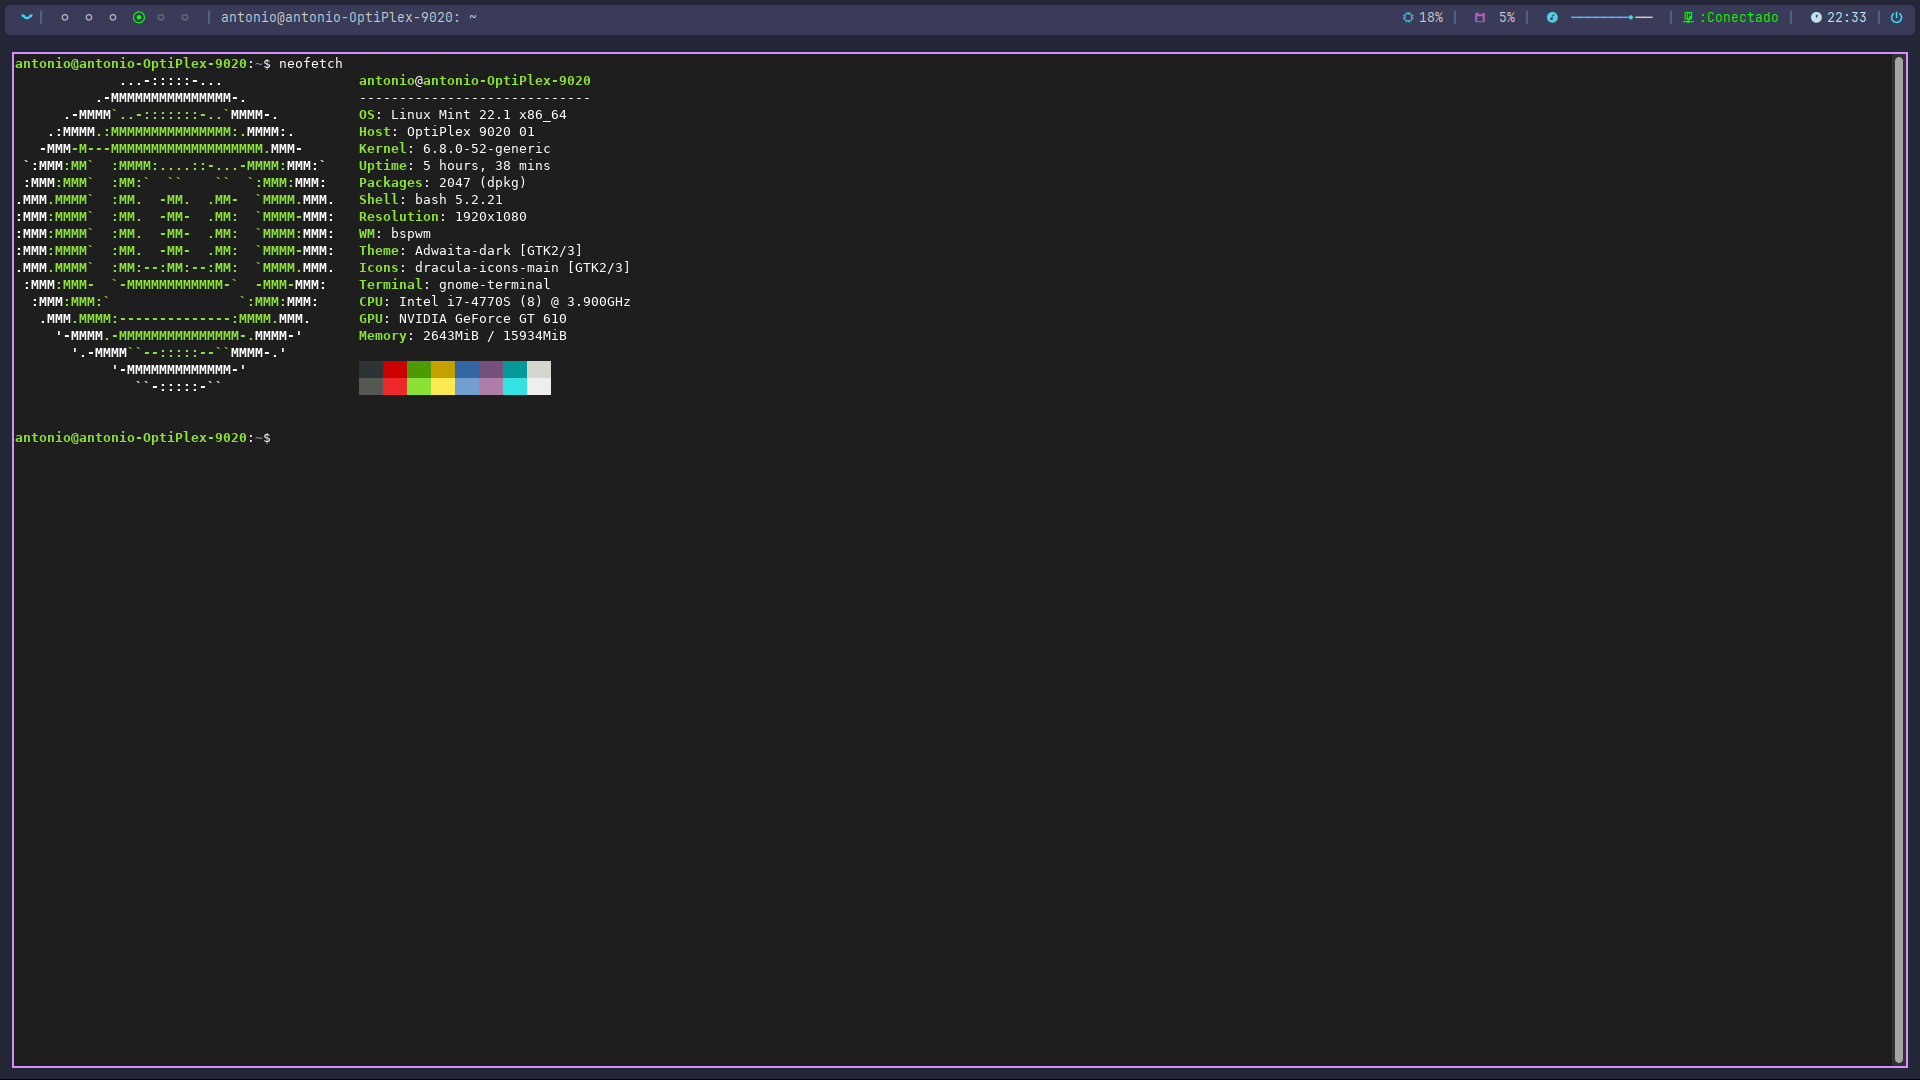 antonio@antonio-OptiPlex-9020: ~
18%
5%
:Conectado
22:33
antonio@antonio-OptiPlex-9020:~$ neofetch
             ...-:::::-...                 antonio@antonio-OptiPlex-9020
          .-MMMMMMMMMMMMMMM-.              -----------------------------
      .-MMMM`..-:::::::-..`MMMM-.          OS: Linux Mint 22.1 x86_64
    .:MMMM.:MMMMMMMMMMMMMMM:.MMMM:.        Host: OptiPlex 9020 01
   -MMM-M---MMMMMMMMMMMMMMMMMMM.MMM-       Kernel: 6.8.0-52-generic
 `:MMM:MM`  :MMMM:....::-...-MMMM:MMM:`    Uptime: 5 hours, 38 mins
 :MMM:MMM`  :MM:`  ``    ``  `:MMM:MMM:    Packages: 2047 (dpkg)
.MMM.MMMM`  :MM.  -MM.  .MM-  `MMMM.MMM.   Shell: bash 5.2.21
:MMM:MMMM`  :MM.  -MM-  .MM:  `MMMM-MMM:   Resolution: 1920x1080
:MMM:MMMM`  :MM.  -MM-  .MM:  `MMMM:MMM:   WM: bspwm
:MMM:MMMM`  :MM.  -MM-  .MM:  `MMMM-MMM:   Theme: Adwaita-dark [GTK2/3]
.MMM.MMMM`  :MM:--:MM:--:MM:  `MMMM.MMM.   Icons: dracula-icons-main [GTK2/3]
 :MMM:MMM-  `-MMMMMMMMMMMM-`  -MMM-MMM:    Terminal: gnome-terminal
  :MMM:MMM:`                `:MMM:MMM:     CPU: Intel i7-4770S (8) @ 3.900GHz
   .MMM.MMMM:--------------:MMMM.MMM.      GPU: NVIDIA GeForce GT 610
     '-MMMM.-MMMMMMMMMMMMMMM-.MMMM-'       Memory: 2643MiB / 15934MiB
       '.-MMMM``--:::::--``MMMM-.'
            '-MMMMMMMMMMMMM-'
               ``-:::::-``
antonio@antonio-OptiPlex-9020:~$